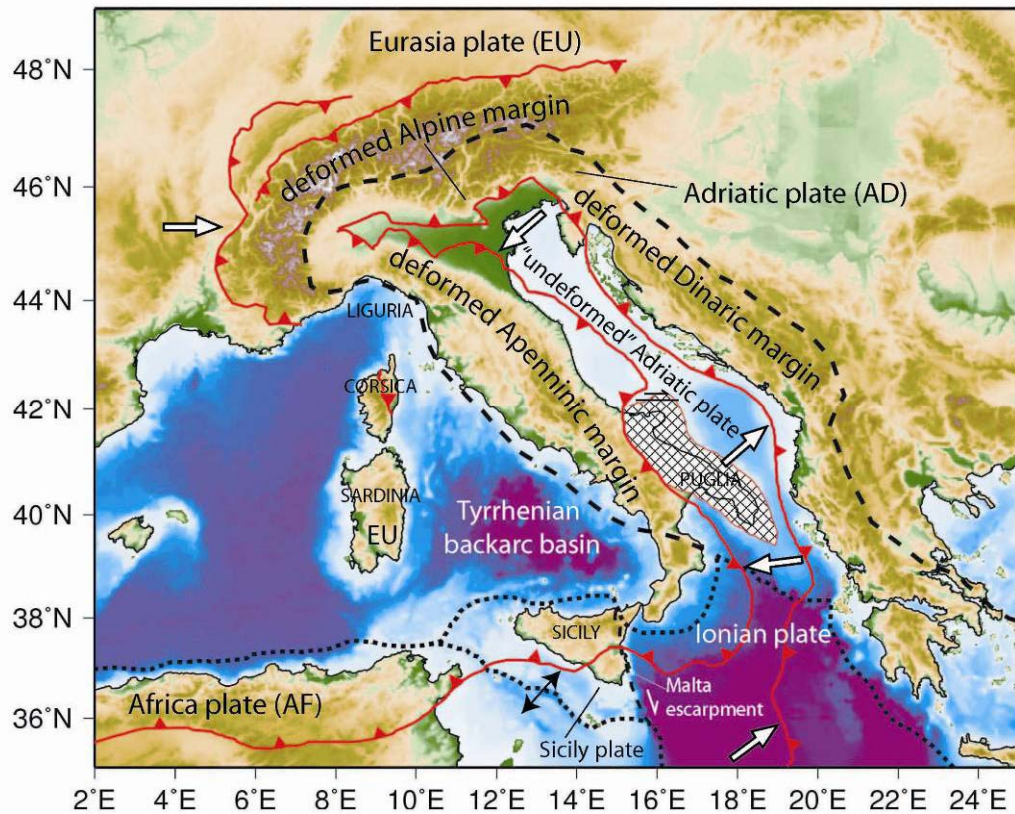 Eurasia plate (EU)
48°N
deformed Alpine margin
46°N
Adriatic plate (AD)
deformed Dinaric margin
"undeformed" Adriatic plate
deformed Apenninic margin
44°N
LIGURIA
CORSICA
42°N
PUGLIA
SARDINIA
EU
Tyrrhenian
backarc basin
40°N
38°N
SICILY
Ionian plate
Africa plate (AF)
Malta
escarpment
36°N
Sicily plate
2°E 4°E 6°E 8°E 10°E 12°E 14°E 16°E 18°E 20°E 22°E 24°E